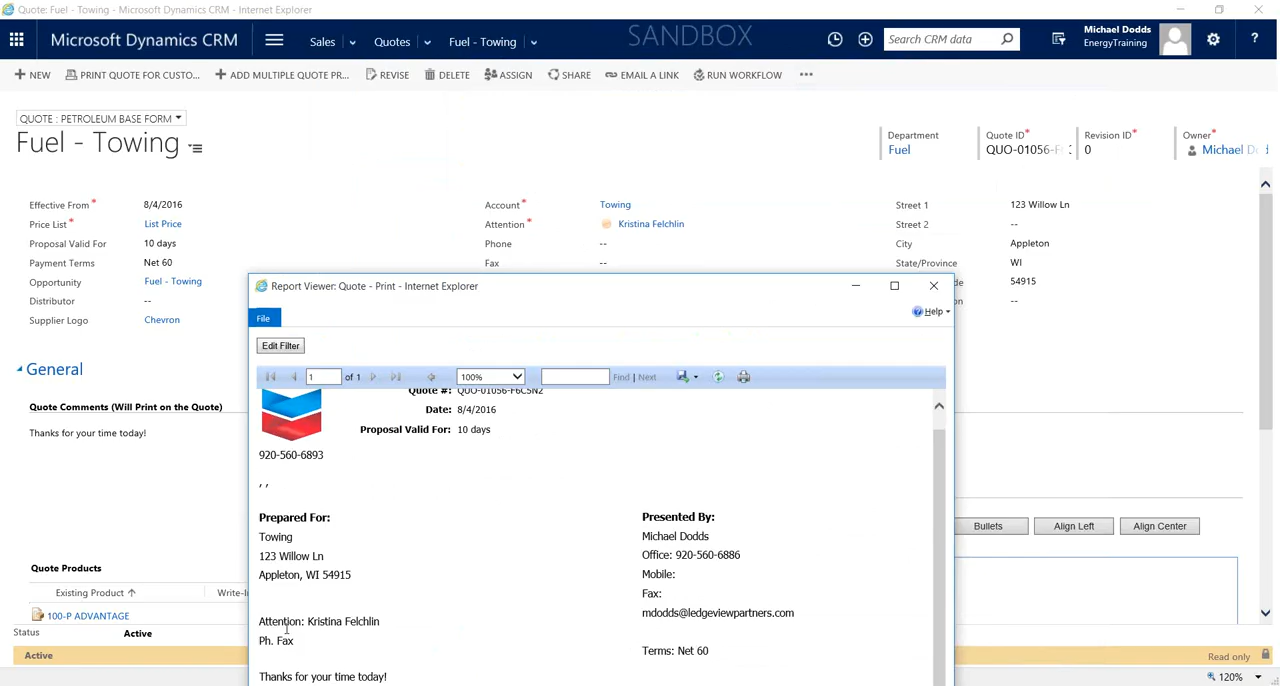 Quote: Fuel - Towing - Microsoft Dynamics CRM - Internet Explorer
Microsoft Dynamics CRM Sales Quotes Fuel - Towing SANDBOX Search CRM data Michael Dodds ?
EnergyTraining
NEW PRINT QUOTE FOR CUSTO... ADD MULTIPLE QUOTE PR... REVISE DELETE ASSIGN SHARE EMAIL A LINK RUN WORKFLOW ...
QUOTE : PETROLEUM BASE FORM
Fuel - Towing
Department Quote ID* Revision ID* Owner*
Fuel QUO-01056-F 0 Michael Do
Effective From* 8/4/2016 Account* Towing Street 1 123 Willow Ln
Price List* List Price Attention* Kristina Felchlin Street 2 --
Proposal Valid For 10 days Phone -- City Appleton
Payment Terms Net 60 Fax -- State/Province WI
Opportunity Fuel - Towing de 54915
Distributor -- on --
Supplier Logo Chevron
General
Quote Comments (Will Print on the Quote)
Thanks for your time today!
Bullets Align Left Align Center
Quote Products
Existing Product ↑ Write-I
100-P ADVANTAGE
Status Active
Active Read only
120%
Report Viewer: Quote - Print - Internet Explorer
File Help
Edit Filter
1 of 1 100% Find | Next
Quote #: QUO-01056-F6C5N2
Date: 8/4/2016
Proposal Valid For: 10 days
920-560-6893
, ,
Prepared For: Presented By:
Towing Michael Dodds
123 Willow Ln Office: 920-560-6886
Appleton, WI 54915 Mobile:
Fax:
mdodds@ledgeviewpartners.com
Attention: Kristina Felchlin
Ph. Fax
Terms: Net 60
Thanks for your time today!